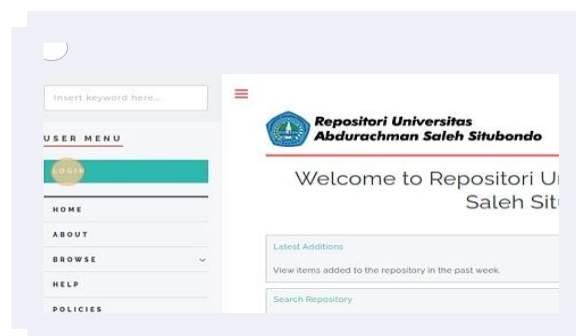 Insert keyword here...
USER MENU
LOGIN
HOME
ABOUT
BROWSE
HELP
POLICIES
Repositori Universitas
Abdurachman Saleh Situbondo
Welcome to Repositori U
Saleh Sit
Latest Additions
View items added to the repository in the past week.
Search Repository